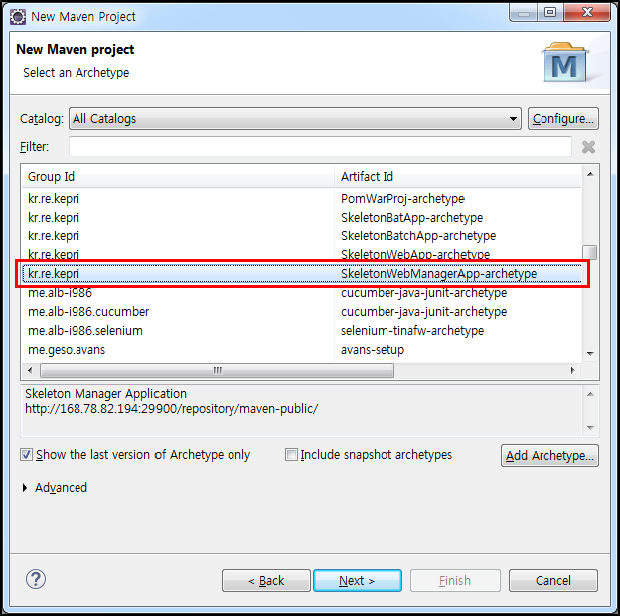 New Maven Project
New Maven project
Select an Archetype
M
Catalog: All Catalogs Configure...
Filter:
Group Id Artifact Id
kr.re.kepri PomWarProj-archetype
kr.re.kepri SkeletonBatApp-archetype
kr.re.kepri SkeletonBatchApp-archetype
kr.re.kepri SkeletonWebApp-archetype
kr.re.kepri SkeletonWebManagerApp-archetype
me.alb-i986 cucumber-java-junit-archetype
me.alb-i986.cucumber cucumber-java-junit-archetype
me.alb-i986.selenium selenium-tinafw-archetype
me.geso.avans avans-setup
Skeleton Manager Application
http://168.78.82.194:29900/repository/maven-public/
Show the last version of Archetype only Include snapshot archetypes Add Archetype...
Advanced
? < Back Next > Finish Cancel